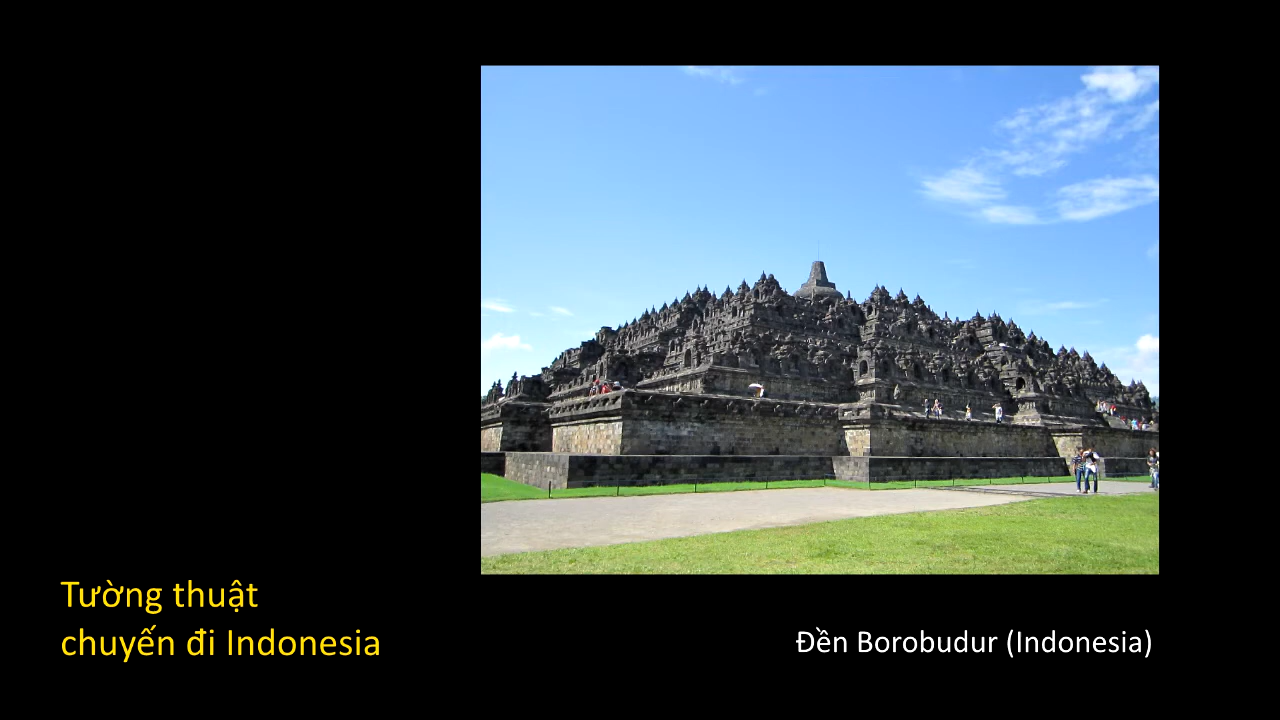 Tường thuật
chuyến đi Indonesia
Đền Borobudur (Indonesia)